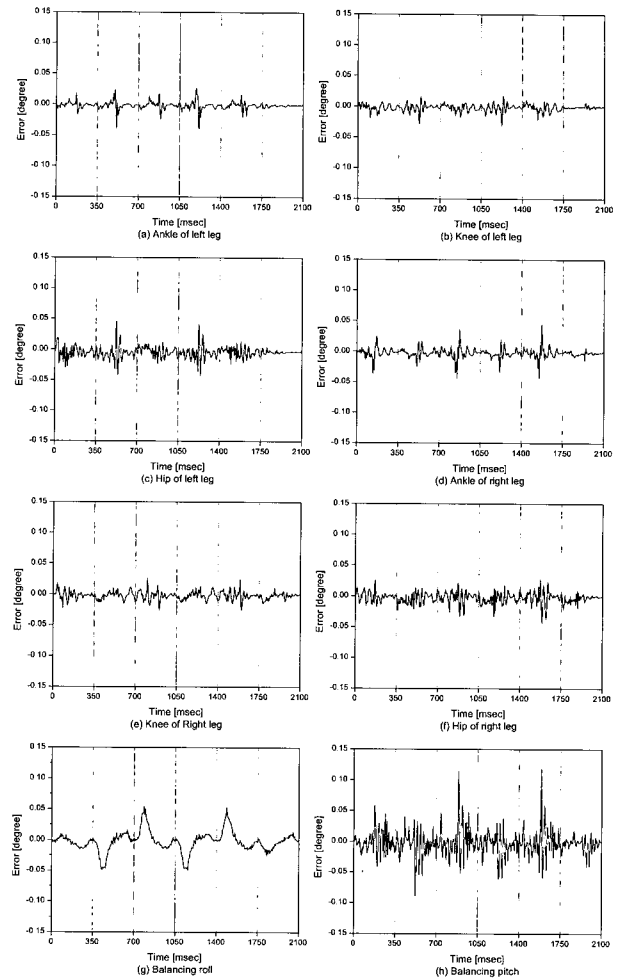 0.15 0.15
0.10 0.10
0.05 0.05
0.00 0.00
-0.05 -0.05
-0.10 -0.10
-0.15 -0.15
Error [degree] Error [degree]
0 350 700 1050 1400 1750 2100 0 350 700 1050 1400 1750 2100
Time [msec] Time [msec]
(a) Ankle of left leg (b) Knee of left leg
0.15 0.15
0.10 0.10
0.05 0.05
0.00 0.00
-0.05 -0.05
-0.10 -0.10
-0.15 -0.15
Error [degree] Error [degree]
0 350 700 1050 1400 1750 2100 0 350 700 1050 1400 1750 2100
Time [msec] Time [msec]
(c) Hip of left leg (d) Ankle of right leg
0.15 0.15
0.10 0.10
0.05 0.05
0.00 0.00
-0.05 -0.05
-0.10 -0.10
-0.15 -0.15
Error [degree] Error [degree]
0 350 700 1050 1400 1750 2100 0 350 700 1050 1400 1750 2100
Time [msec] Time [msec]
(e) Knee of Right leg (f) Hip of right leg
0.15 0.15
0.10 0.10
0.05 0.05
0.00 0.00
-0.05 -0.05
-0.10 -0.10
-0.15 -0.15
Error [degree] Error [degree]
0 350 700 1050 1400 1750 2100 0 350 700 1050 1400 1750 2100
Time [msec] Time [msec]
(g) Balancing roll (h) Balancing pitch